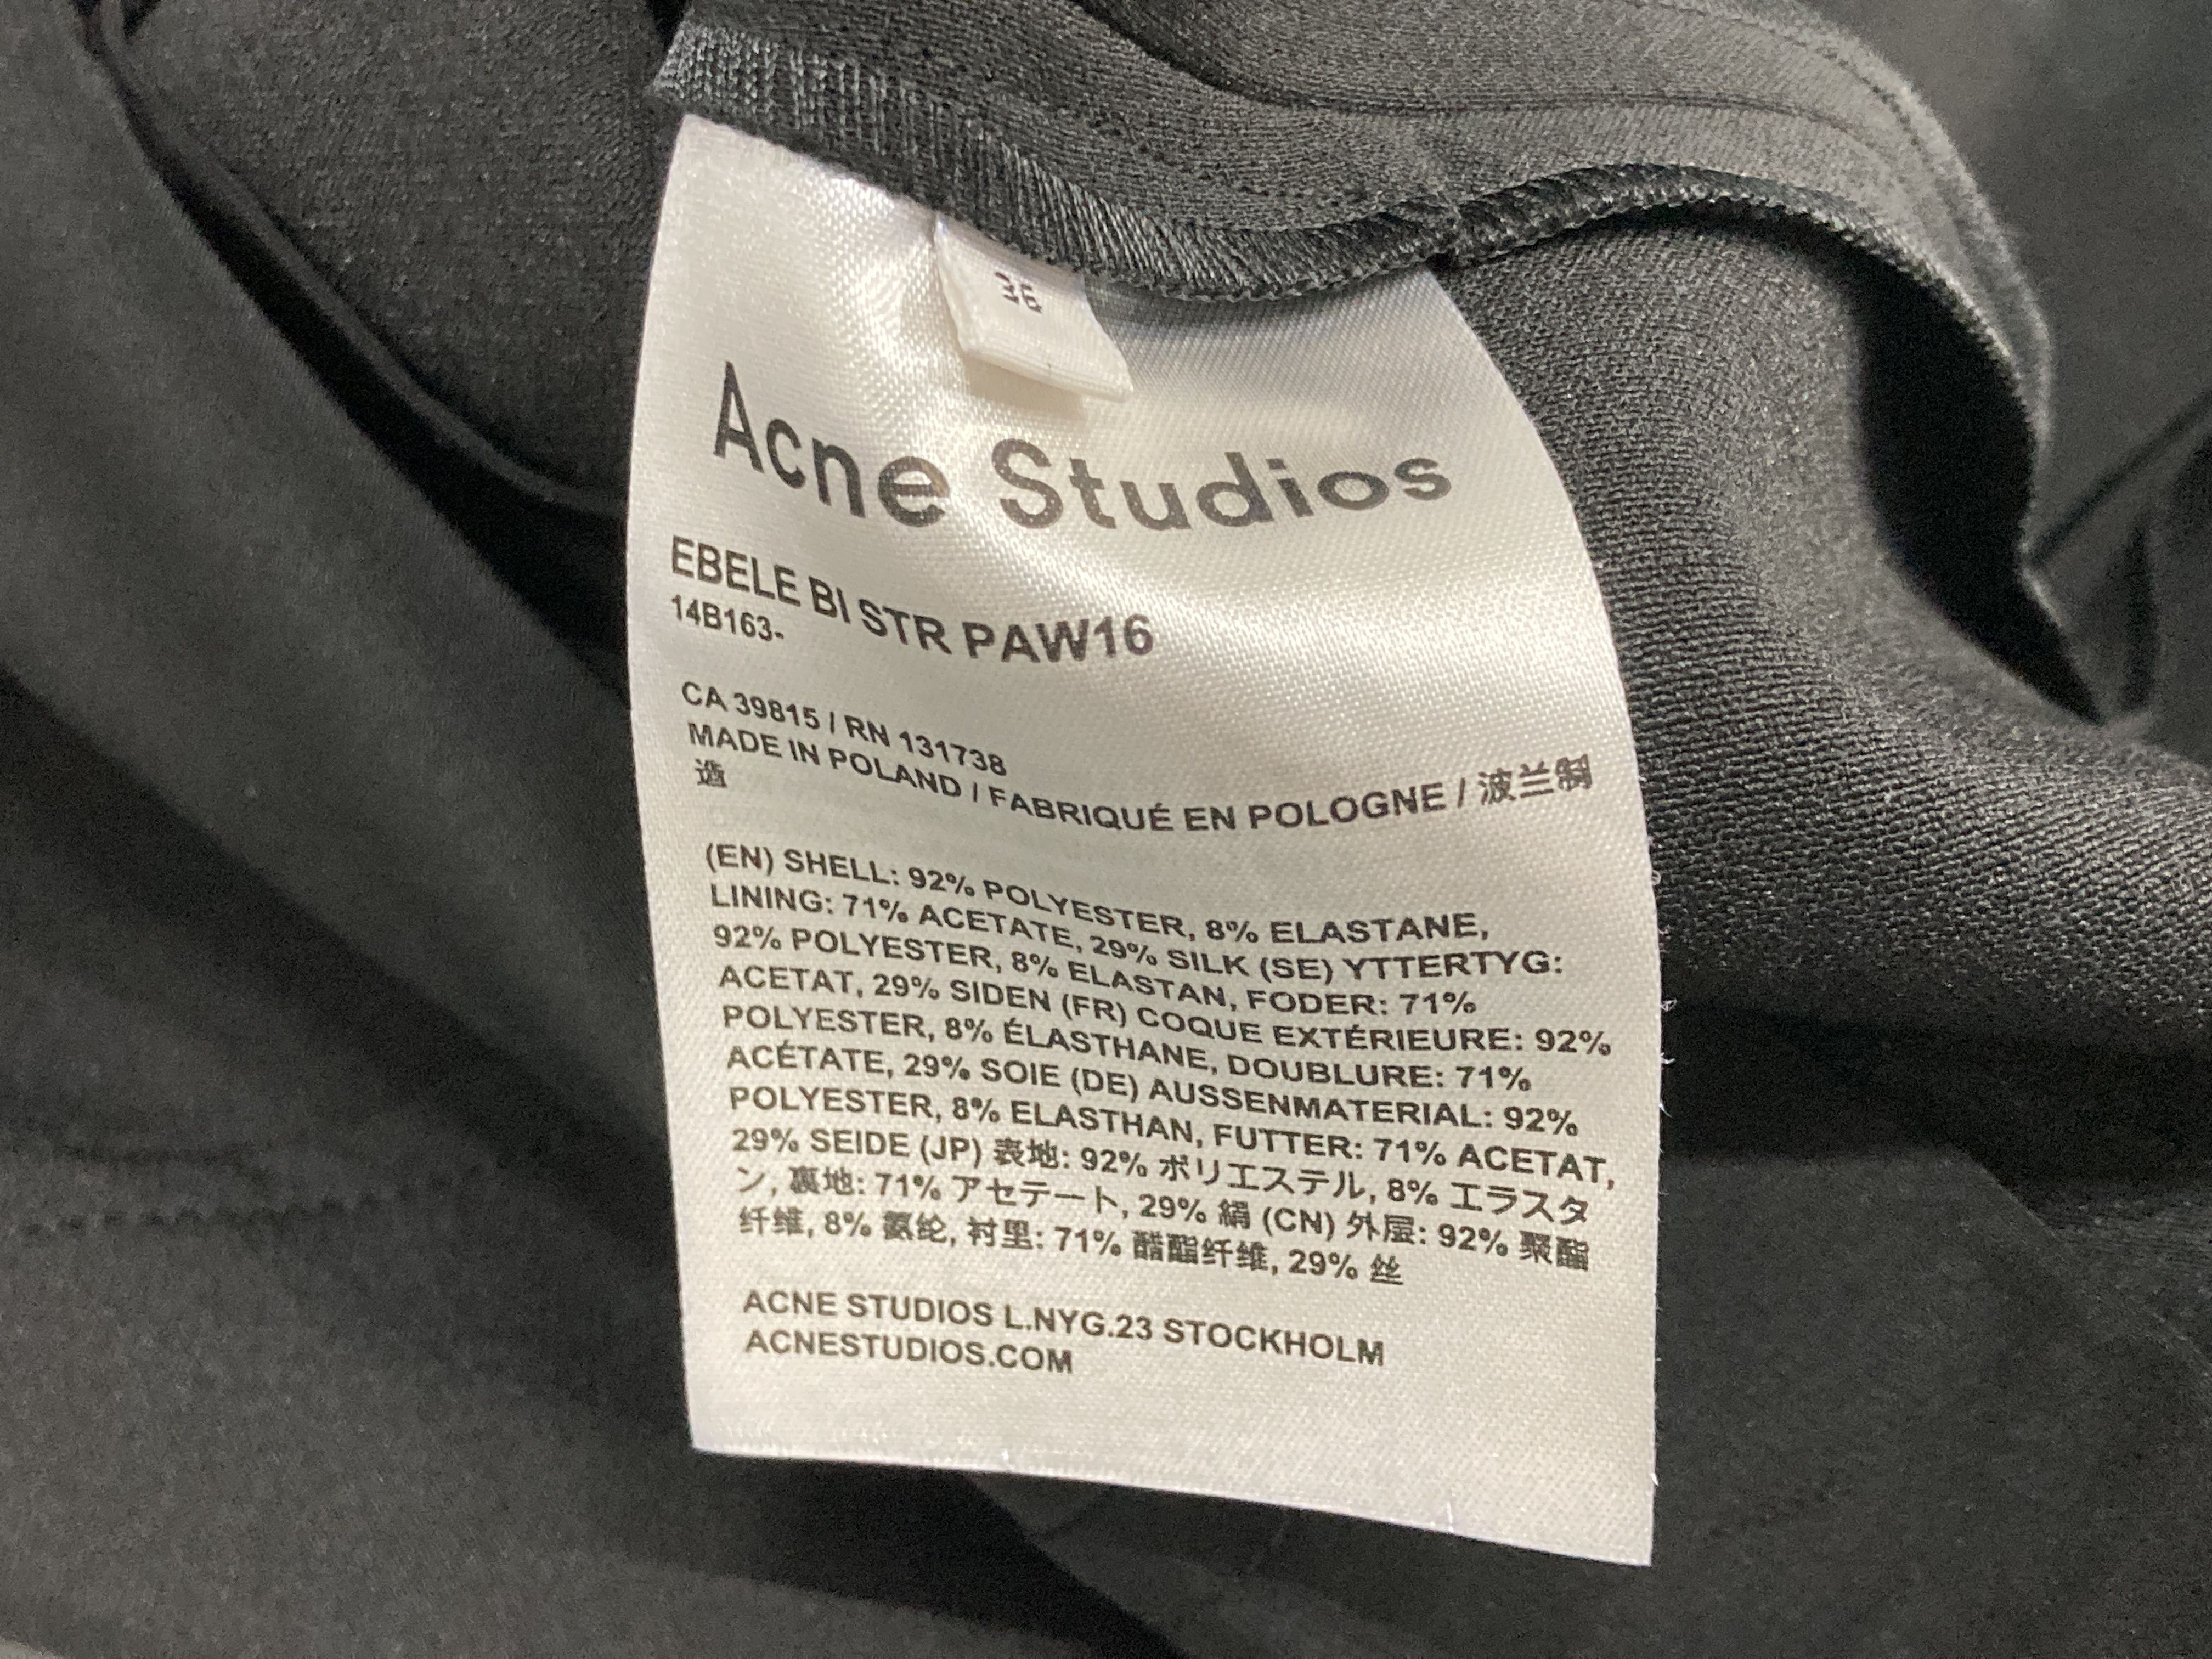 36
Acne Studios
EBELE BI STR PAW16
14B163-
CA 39815 / RN 131738
MADE IN POLAND / FABRIQUÉ EN POLOGNE / 波兰制
造
(EN) SHELL: 92% POLYESTER, 8% ELASTANE,
LINING: 71% ACETATE, 29% SILK (SE) YTTERTYG:
92% POLYESTER, 8% ELASTAN, FODER: 71%
ACETAT, 29% SIDEN (FR) COQUE EXTÉRIEURE: 92%
POLYESTER, 8% ÉLASTHANE, DOUBLURE: 71%
ACÉTATE, 29% SOIE (DE) AUSSENMATERIAL: 92%
POLYESTER, 8% ELASTHAN, FUTTER: 71% ACETAT,
29% SEIDE (JP) 表地: 92% ポリエステル, 8% エラスタ
ン, 裏地: 71% アセテート, 29% 絹 (CN) 外层: 92% 聚酯
纤维, 8% 氨纶, 衬里: 71% 醋酯纤维, 29% 丝
ACNE STUDIOS L.NYG.23 STOCKHOLM
ACNESTUDIOS.COM